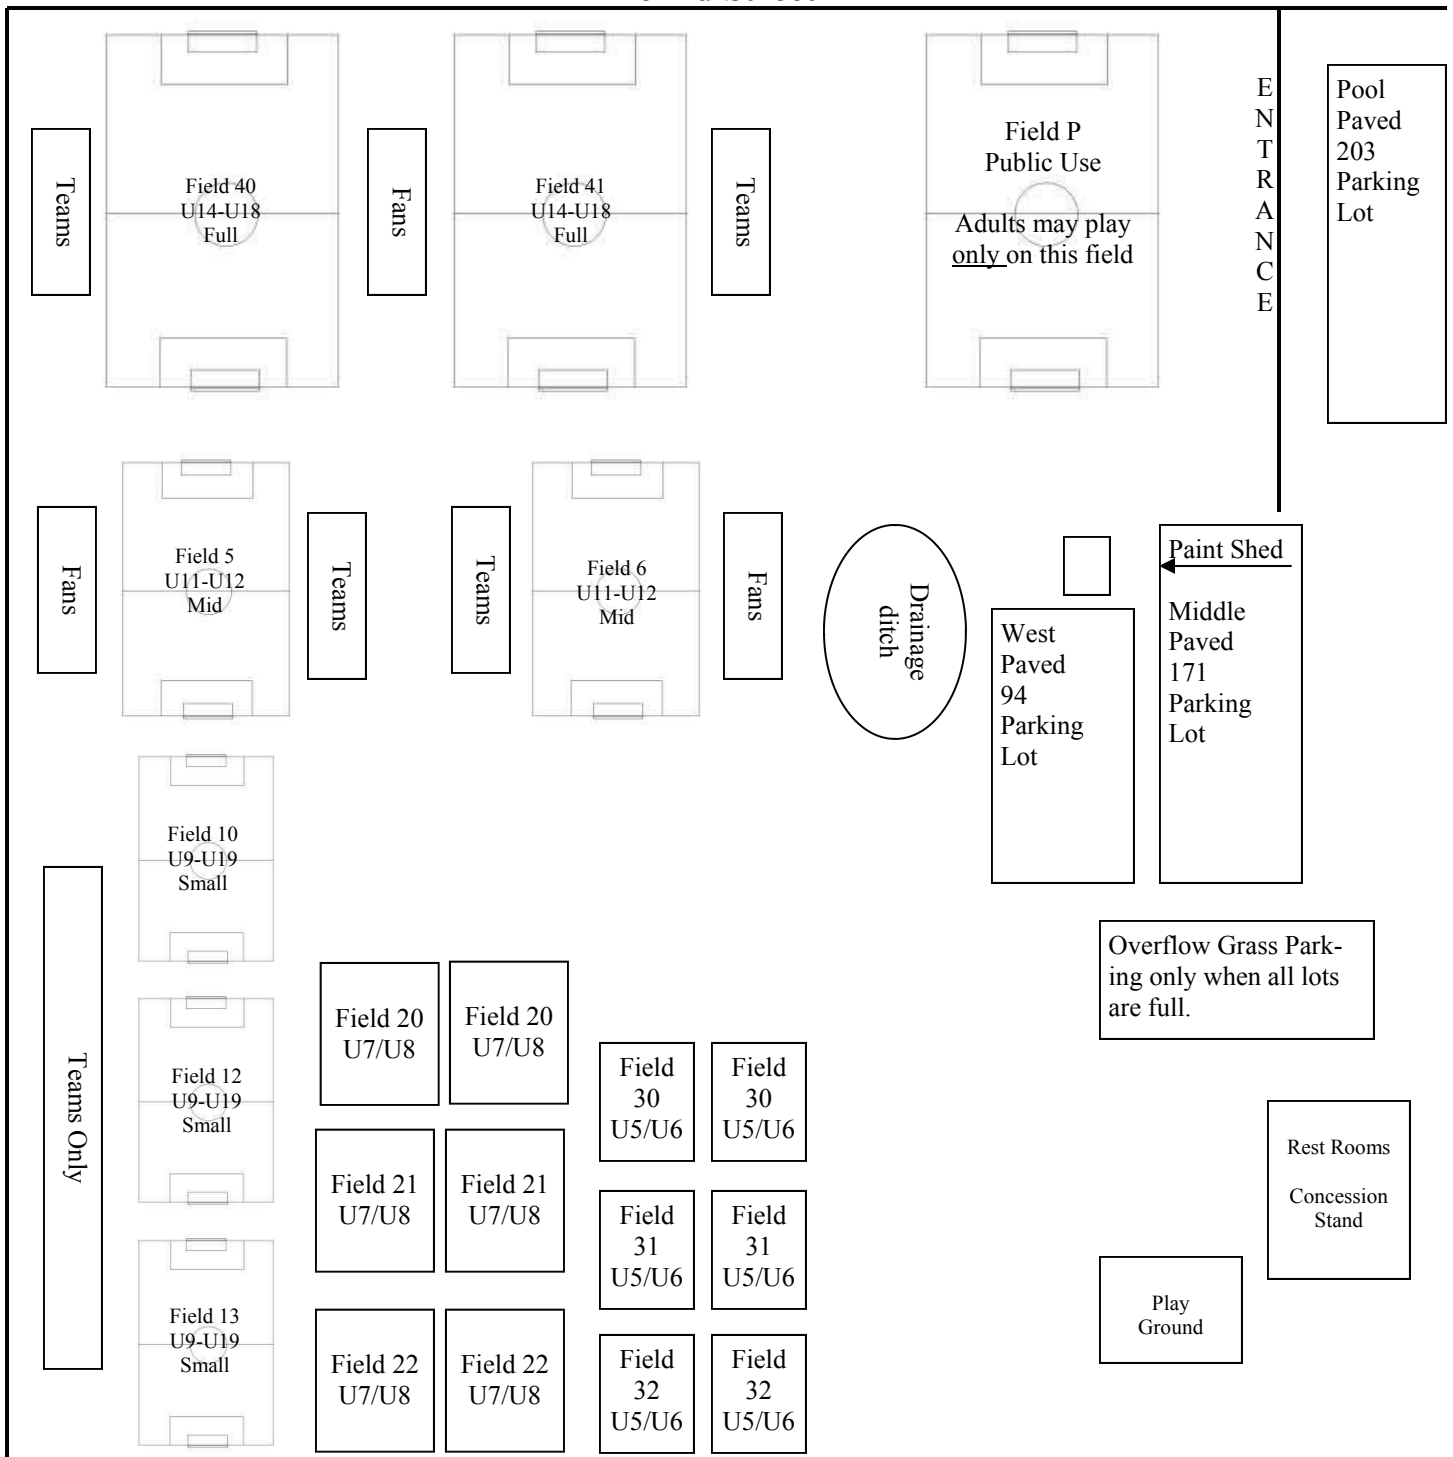 Teams
Field 40
U14-U18
Full
Fans
Field 41
U14-U18
Full
Teams
Field P
Public Use
Adults may play
only on this field
ENTRANCE
Pool
Paved
203
Parking
Lot
Fans
Field 5
U11-U12
Mid
Teams
Teams
Field 6
U11-U12
Mid
Fans
Drainage
ditch
West
Paved
94
Parking
Lot
Paint Shed
Middle
Paved
171
Parking
Lot
Field 10
U9-U19
Small
Teams Only
Field 12
U9-U19
Small
Field 13
U9-U19
Small
Field 20
U7/U8
Field 20
U7/U8
Field 21
U7/U8
Field 21
U7/U8
Field 22
U7/U8
Field 22
U7/U8
Field
30
U5/U6
Field
30
U5/U6
Field
31
U5/U6
Field
31
U5/U6
Field
32
U5/U6
Field
32
U5/U6
Overflow Grass Park-
ing only when all lots
are full.
Rest Rooms
Concession
Stand
Play
Ground